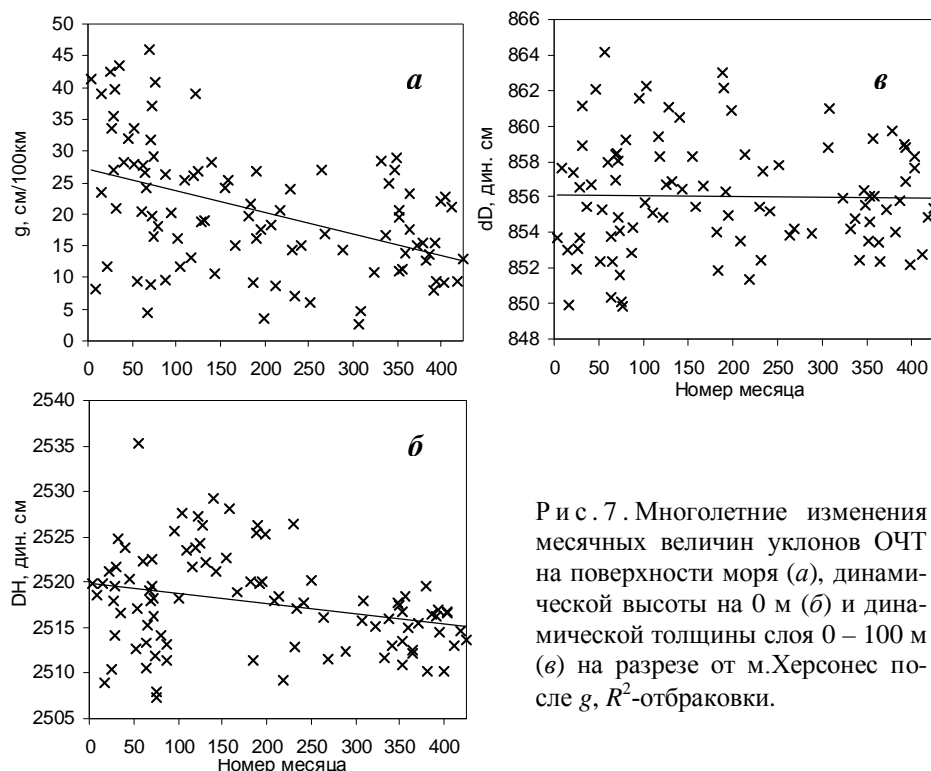 g, см/100км
50
45
40
35
30
25
20
15
10
5
0
а
0 50 100 150 200 250 300 350 400
dD, дин. см
866
864
862
860
858
856
854
852
850
848
в
0 50 100 150 200 250 300 350 400
Номер месяца
DH, дин. см
2540
2535
2530
2525
2520
2515
2510
2505
б
0 50 100 150 200 250 300 350 400
Номер месяца
Рис.7. Многолетние изменения
месячных величин уклонов ОЧТ
на поверхности моря (а), динами-
ческой высоты на 0 м (б) и дина-
мической толщины слоя 0 – 100 м
(в) на разрезе от м.Херсонес по-
сле g, R²-отбраковки.